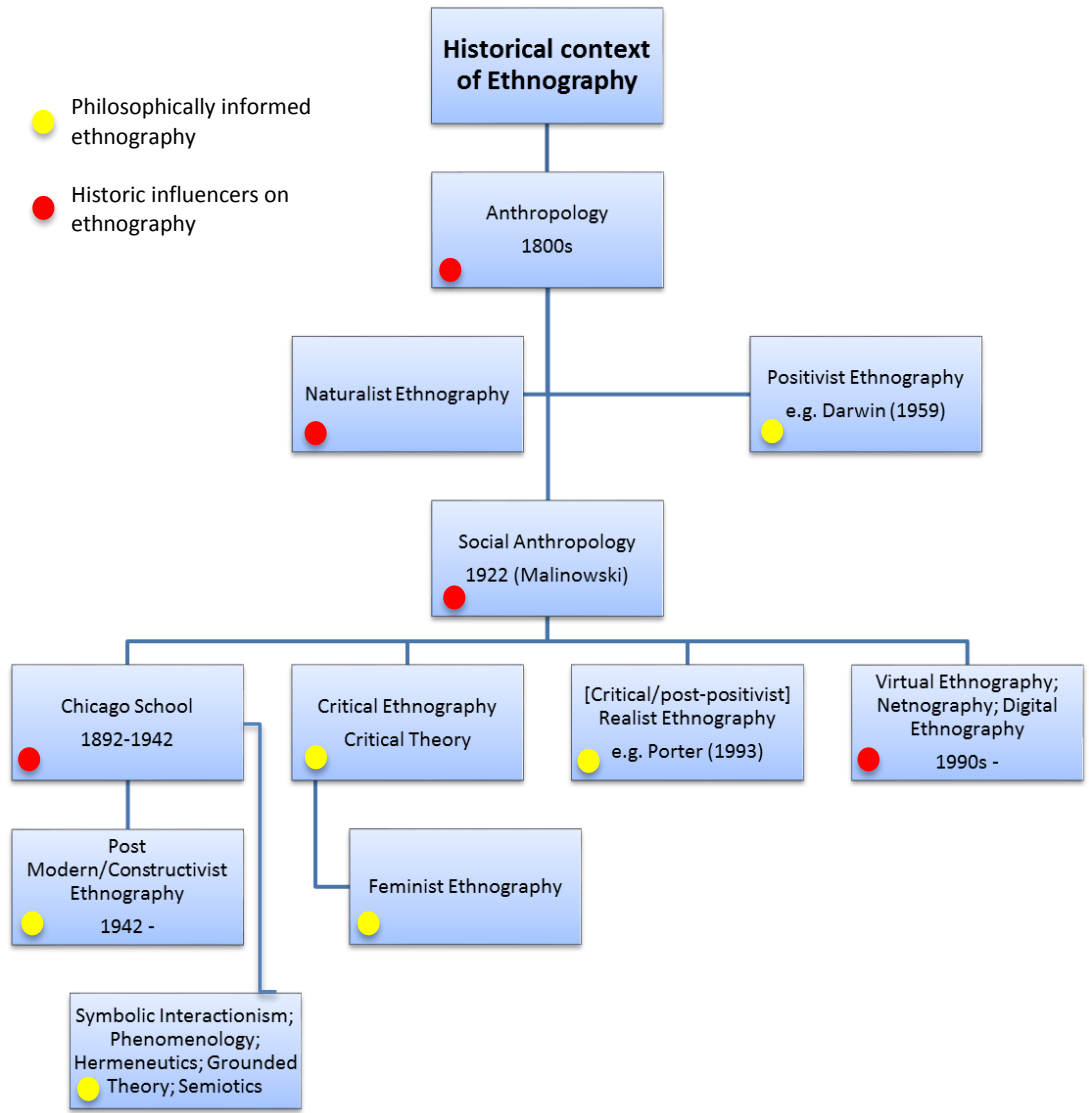 Historical context
of Ethnography
Philosophically informed
ethnography
Historic influencers on
ethnography
Anthropology
1800s
Naturalist Ethnography
Positivist Ethnography
e.g. Darwin (1959)
Social Anthropology
1922 (Malinowski)
Chicago School
1892-1942
Critical Ethnography
Critical Theory
[Critical/post-positivist]
Realist Ethnography
e.g. Porter (1993)
Virtual Ethnography;
Netnography; Digital
Ethnography
1990s -
Post
Modern/Constructivist
Ethnography
1942 -
Feminist Ethnography
Symbolic Interactionism;
Phenomenology;
Hermeneutics; Grounded
Theory; Semiotics